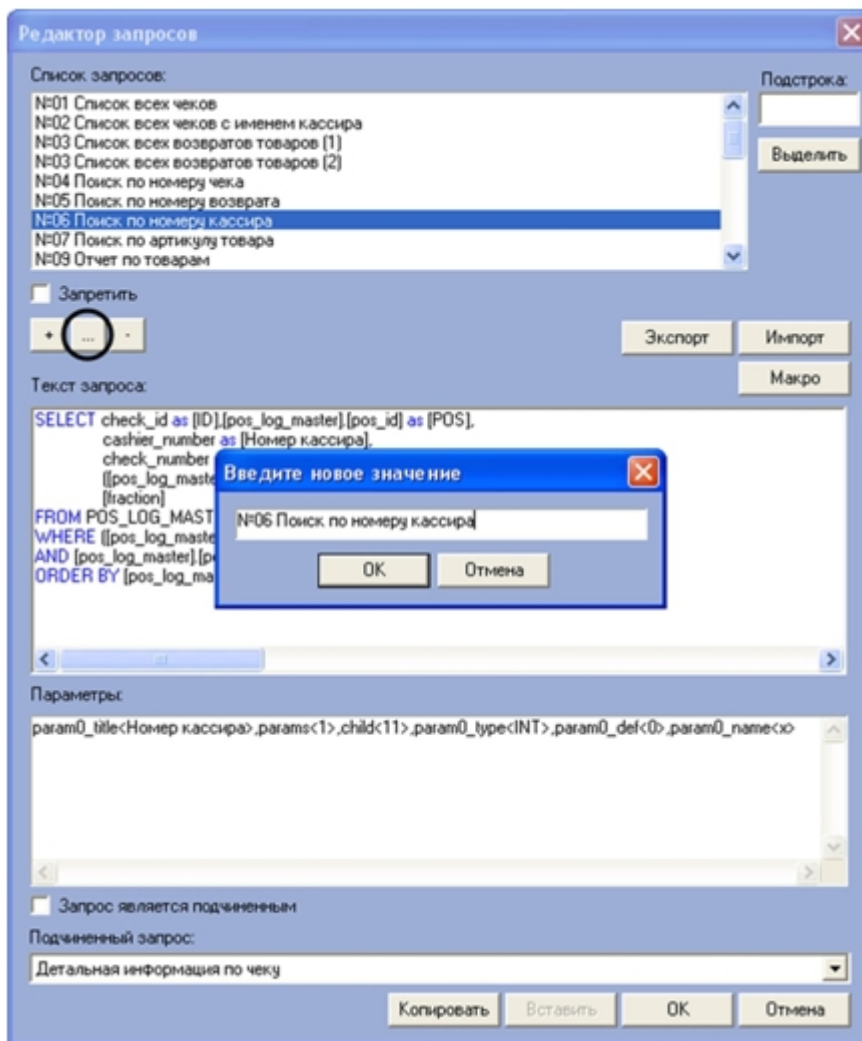 Редактор запросов
Список запросов:
Подстрока:
№01 Список всех чеков
№02 Список всех чеков с именем кассира
№03 Список всех возвратов товаров (1)
№03 Список всех возвратов товаров (2)
№04 Поиск по номеру чека
№05 Поиск по номеру возврата
№06 Поиск по номеру кассира
№07 Поиск по артикулу товара
№09 Отчет по товарам
Выделить
Запретить
+ ... -
Экспорт Импорт
Макро
Текст запроса:
SELECT check_id as [ID],[pos_log_master].[pos_id] as [POS],
cashier_number as [Номер кассира],
check_number
([pos_log_maste
[fraction]
FROM POS_LOG_MAST
WHERE ([pos_log_maste
AND [pos_log_master].[p
ORDER BY [pos_log_ma
Введите новое значение
№06 Поиск по номеру кассира
OK Отмена
Параметры:
param0_title<Номер кассира>,params<1>,child<11>,param0_type<INT>,param0_def<0>,param0_name<x>
Запрос является подчиненным
Подчиненный запрос:
Детальная информация по чеку
Копировать Вставить OK Отмена